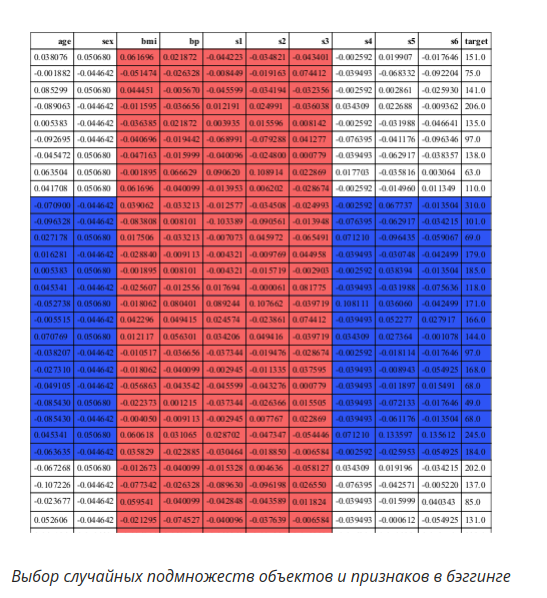 age sex bmi bp s1 s2 s3 s4 s5 s6 target
0.038076 0.050680 0.061696 0.021872 -0.044223 -0.034821 -0.043401 -0.002592 0.019907 -0.017646 151.0
-0.001882 -0.044642 -0.051474 -0.026328 -0.008449 -0.019163 0.074412 -0.039493 -0.068332 -0.092204 75.0
0.085299 0.050680 0.044451 -0.005670 -0.045599 -0.034194 -0.032356 -0.002592 0.002861 -0.025930 141.0
-0.089063 -0.044642 -0.011595 -0.036656 0.012191 0.024991 -0.036038 0.034309 0.022688 -0.009362 206.0
0.005383 -0.044642 -0.036385 0.021872 0.003935 0.015596 0.008142 -0.002592 -0.031988 -0.046641 135.0
-0.092695 -0.044642 -0.040696 -0.019442 -0.068991 -0.079288 0.041277 -0.076395 -0.041176 -0.096346 97.0
-0.045472 0.050680 -0.047163 -0.015999 -0.040096 -0.024800 0.000779 -0.039493 -0.062917 -0.038357 138.0
0.063504 0.050680 -0.001895 0.066629 0.090620 0.108914 0.022869 0.017703 -0.035816 0.003064 63.0
0.041708 0.050680 0.061696 -0.040099 -0.013953 0.006202 -0.028674 -0.002592 -0.014960 0.011349 110.0
-0.070900 -0.044642 0.039062 -0.033213 -0.012577 -0.034508 -0.024993 -0.002592 0.067737 -0.013504 310.0
-0.096328 -0.044642 -0.083808 0.008101 -0.103389 -0.090561 -0.013948 -0.076395 -0.062917 -0.034215 101.0
0.027178 0.050680 0.017506 -0.033213 -0.007073 0.045972 -0.065491 0.071210 -0.096435 -0.059067 69.0
0.016281 -0.044642 -0.028840 -0.009113 -0.004321 -0.009769 0.044958 -0.039493 -0.030748 -0.042499 179.0
0.005383 0.050680 -0.001895 0.008101 -0.004321 -0.015719 -0.002903 -0.002592 0.038394 -0.013504 185.0
0.045341 -0.044642 -0.025607 -0.012556 0.017694 -0.000061 0.081775 -0.039493 -0.031988 -0.075636 118.0
-0.052738 0.050680 -0.018062 0.080401 0.089244 0.107662 -0.039719 0.108111 0.036060 -0.042499 171.0
-0.005515 -0.044642 0.042296 0.049415 0.024574 -0.023861 0.074412 -0.039493 0.052277 0.027917 166.0
0.070769 0.050680 0.012117 0.056301 0.034206 0.049416 -0.039719 0.034309 0.027364 -0.001078 144.0
-0.038207 -0.044642 -0.010517 -0.036656 -0.037344 -0.019476 -0.028674 -0.002592 -0.018114 -0.017646 97.0
-0.027310 -0.044642 -0.018062 -0.040099 -0.002945 -0.011335 0.037595 -0.039493 -0.008943 -0.054925 168.0
-0.049105 -0.044642 -0.056863 -0.043542 -0.045599 -0.043276 0.000779 -0.039493 -0.011897 0.015491 68.0
-0.085430 0.050680 -0.022373 0.001215 -0.037344 -0.026366 0.015505 -0.039493 -0.072133 -0.017646 49.0
-0.085430 -0.044642 -0.004050 -0.009113 -0.002945 0.007767 0.022869 -0.039493 -0.061176 -0.013504 68.0
0.045341 0.050680 0.060618 0.031065 0.028702 -0.047347 -0.054446 0.071210 0.133597 0.135612 245.0
-0.063635 -0.044642 0.035829 -0.022885 -0.030464 -0.018850 -0.006584 -0.002592 -0.025953 -0.054925 184.0
-0.067268 0.050680 -0.012673 -0.040099 -0.015328 0.004636 -0.058127 0.034309 0.019196 -0.034215 202.0
-0.107226 -0.044642 -0.077342 -0.026328 -0.089630 -0.096198 0.026550 -0.076395 -0.042571 -0.005220 137.0
-0.023677 -0.044642 0.059541 -0.040099 -0.042848 -0.043589 0.011824 -0.039493 -0.015999 0.040343 85.0
0.052606 -0.044642 -0.021295 -0.074527 -0.040096 -0.037639 -0.006584 -0.039493 -0.000612 -0.054925 131.0
Выбор случайных подмножеств объектов и признаков в бэггинге